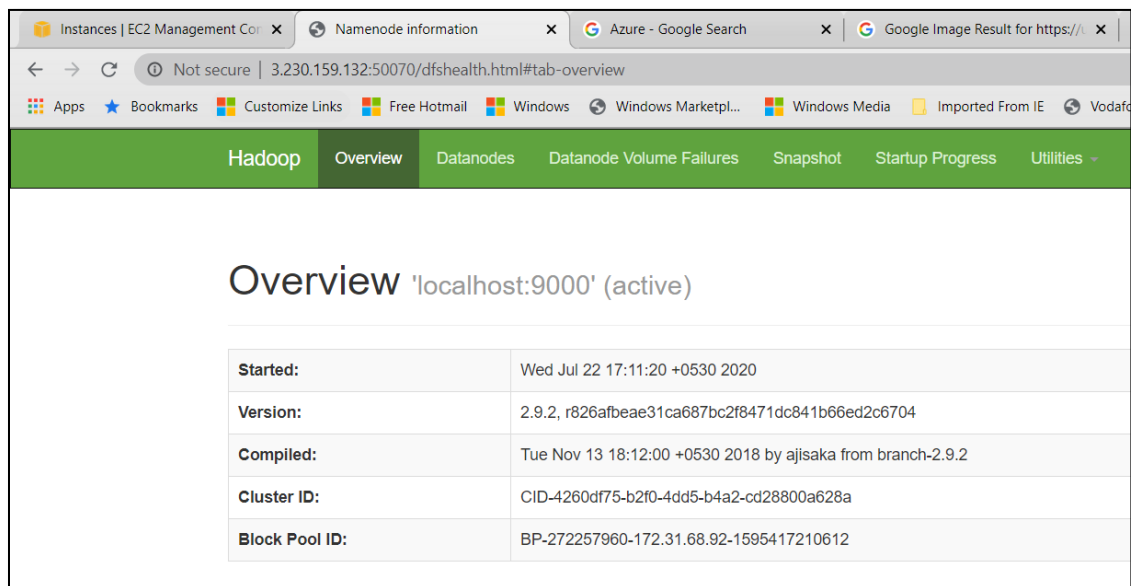 Instances | EC2 Management Con
Namenode information
Azure - Google Search
Google Image Result for https://
Not secure | 3.230.159.132:50070/dfshealth.html#tab-overview
Apps Bookmarks Customize Links Free Hotmail Windows Windows Marketpl... Windows Media Imported From IE Vodafo
Hadoop Overview Datanodes Datanode Volume Failures Snapshot Startup Progress Utilities
Overview 'localhost:9000' (active)
Started: Wed Jul 22 17:11:20 +0530 2020
Version: 2.9.2, r826afbeae31ca687bc2f8471dc841b66ed2c6704
Compiled: Tue Nov 13 18:12:00 +0530 2018 by ajisaka from branch-2.9.2
Cluster ID: CID-4260df75-b2f0-4dd5-b4a2-cd28800a628a
Block Pool ID: BP-272257960-172.31.68.92-1595417210612